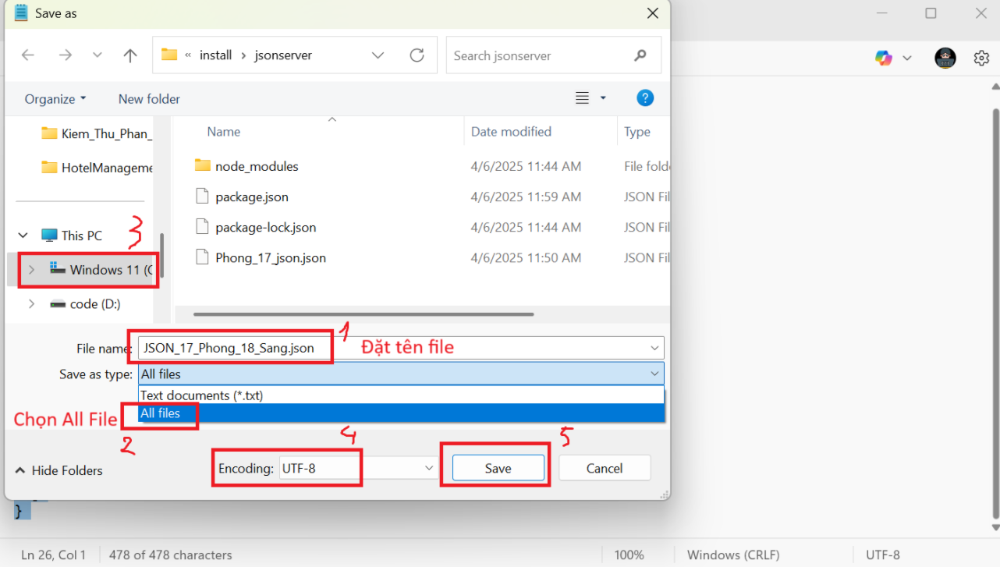 Save as
« install › jsonserver
Search jsonserver
Organize
New folder
Kiem_Thu_Phan_
HotelManageme
Name
Date modified
Type
node_modules 4/6/2025 11:44 AM File folde
package.json 4/6/2025 11:59 AM JSON Fil
package-lock.json 4/6/2025 11:44 AM JSON Fil
Phong_17_json.json 4/6/2025 11:50 AM JSON Fil
This PC
3
Windows 11 (C
code (D:)
1
File name: JSON_17_Phong_18_Sang.json
Đặt tên file
Save as type: All files
Text documents (*.txt)
All files
Chọn All File
2
4
5
Hide Folders
Encoding: UTF-8
Save
Cancel
}
Ln 26, Col 1
478 of 478 characters
100%
Windows (CRLF)
UTF-8